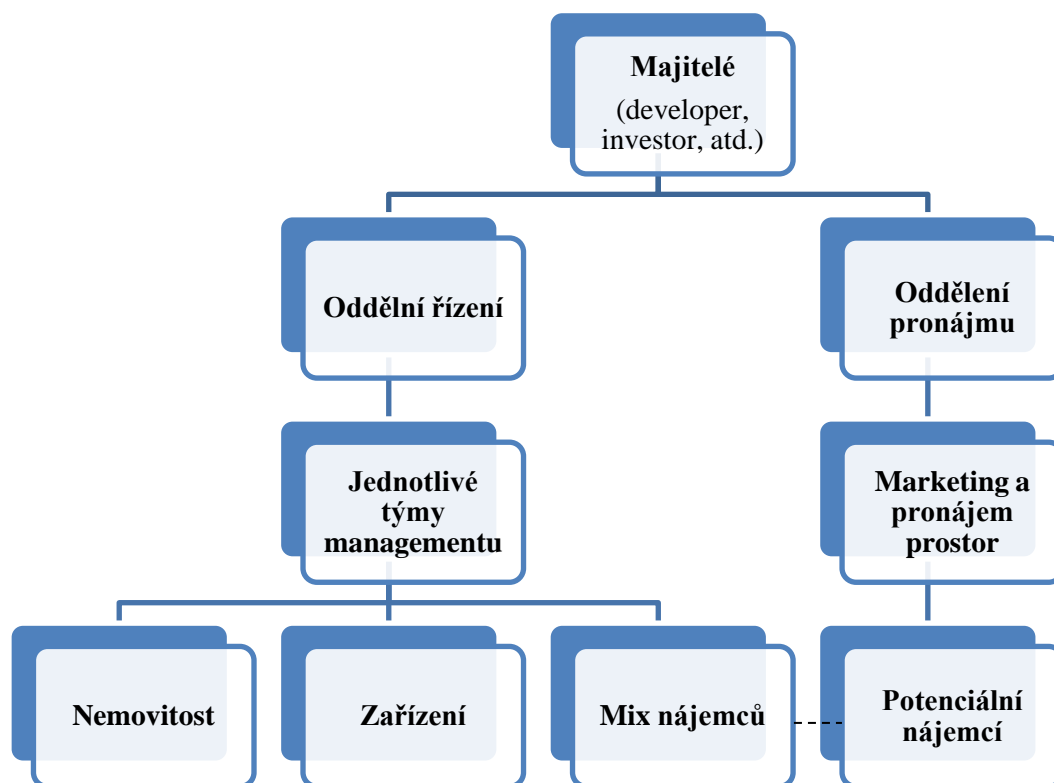 Majitelé
(developer,
investor, atd.)
Oddělní řízení
Oddělení
pronájmu
Jednotlivé
týmy
managementu
Marketing a
pronájem
prostor
Nemovitost
Zařízení
Mix nájemců
Potenciální
nájemcí